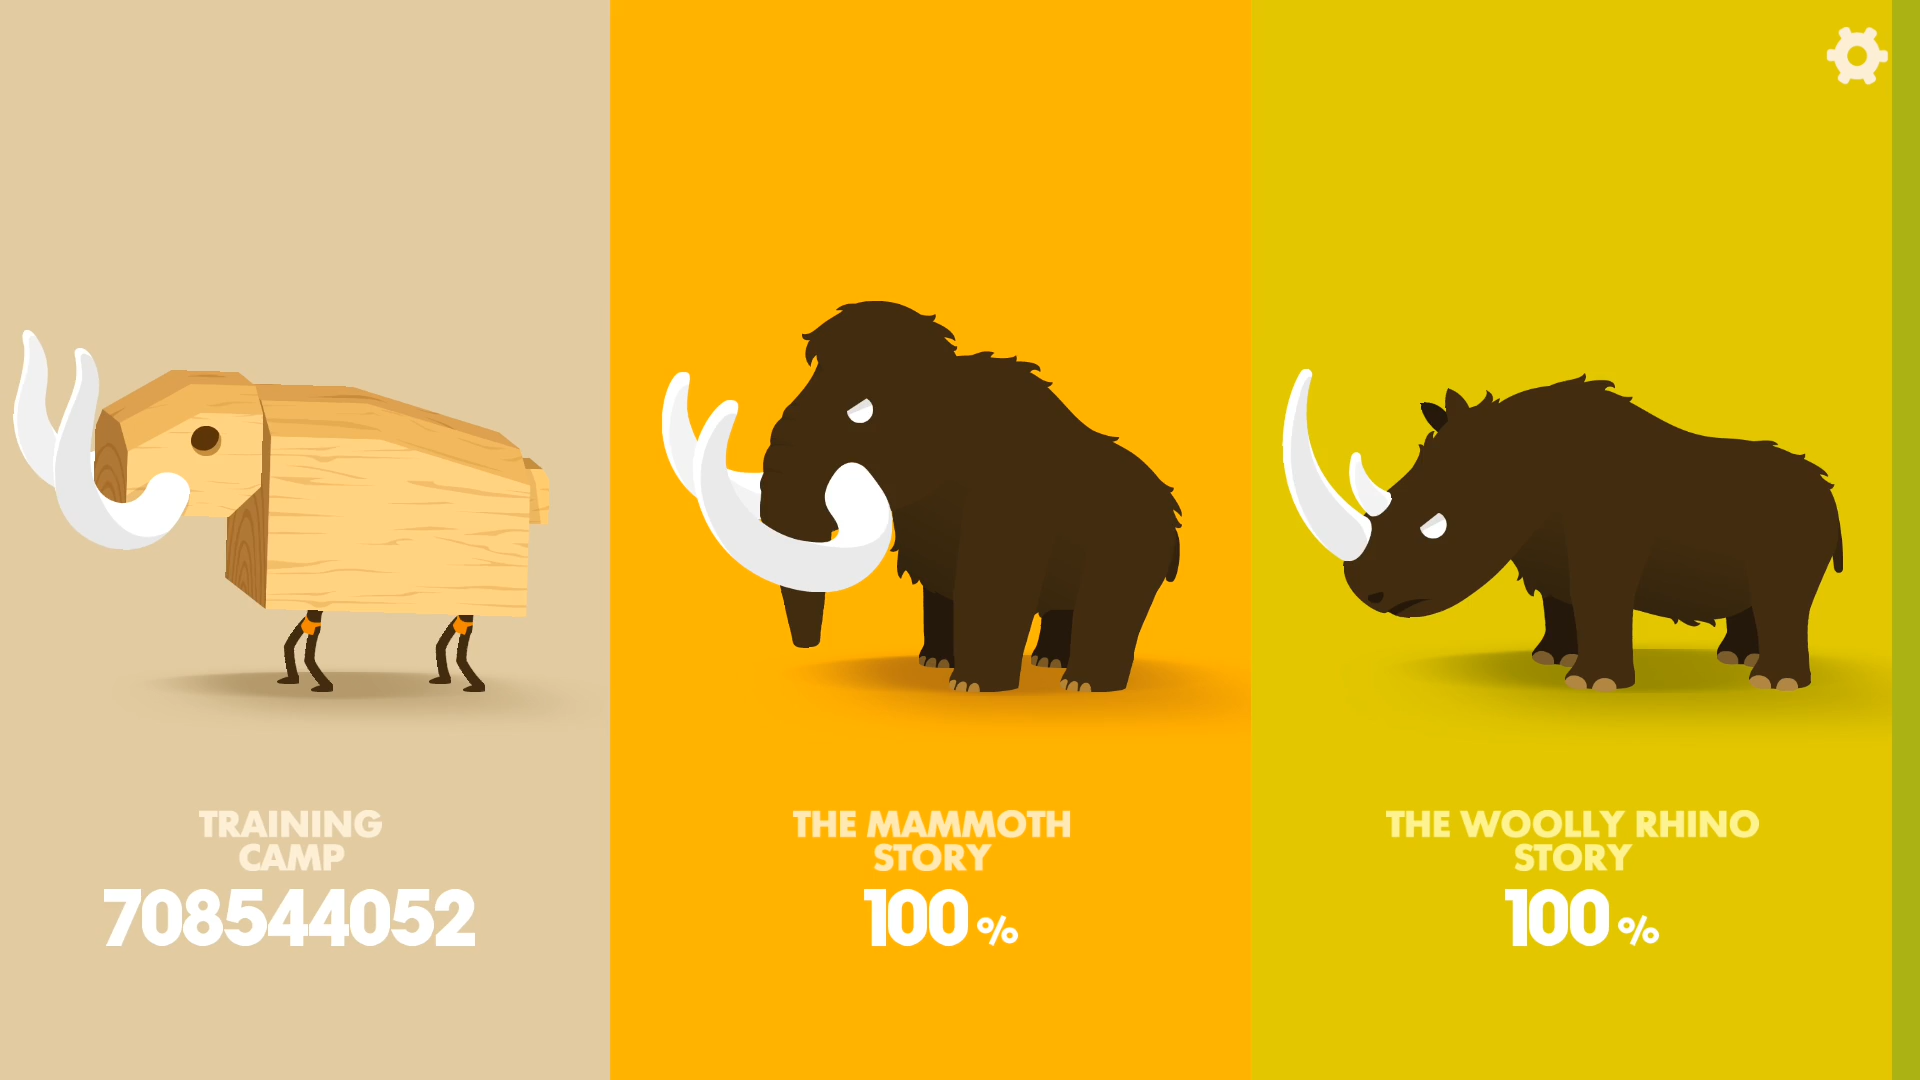 TRAINING
CAMP
708544052
THE MAMMOTH
STORY
100 %
THE WOOLLY RHINO
STORY
100 %